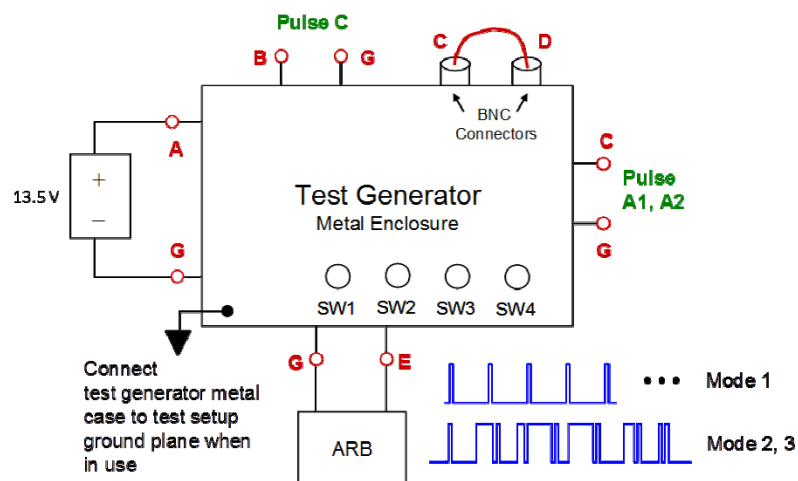 Pulse C
B
G
C
D
BNC
Connectors
A
13.5 V
+
–
G
Test Generator
Metal Enclosure
C
Pulse
A1, A2
G
SW1
SW2
SW3
SW4
Connect
test generator metal
case to test setup
ground plane when
in use
G
E
ARB
••• Mode 1
Mode 2, 3